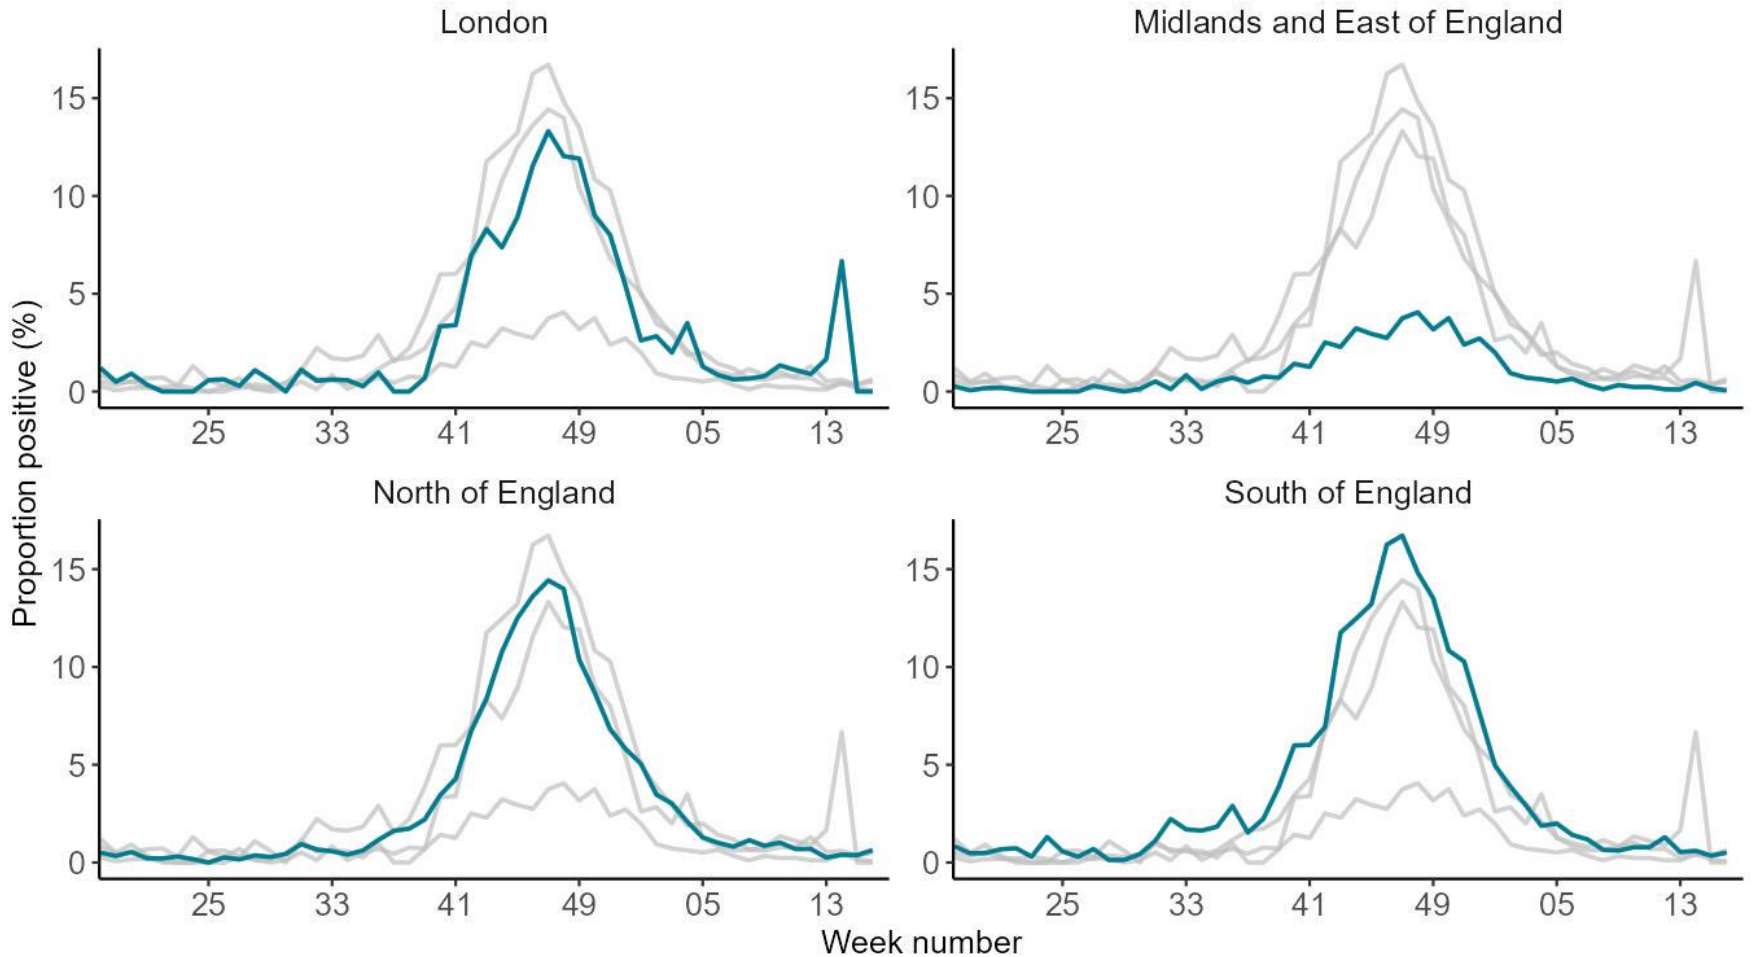 London
Midlands and East of England
15
10
5
0
15
10
5
0
25 33 41 49 05 13
25 33 41 49 05 13
North of England
South of England
15
10
5
0
15
10
5
0
25 33 41 49 05 13
25 33 41 49 05 13
Proportion positive (%)
Week number